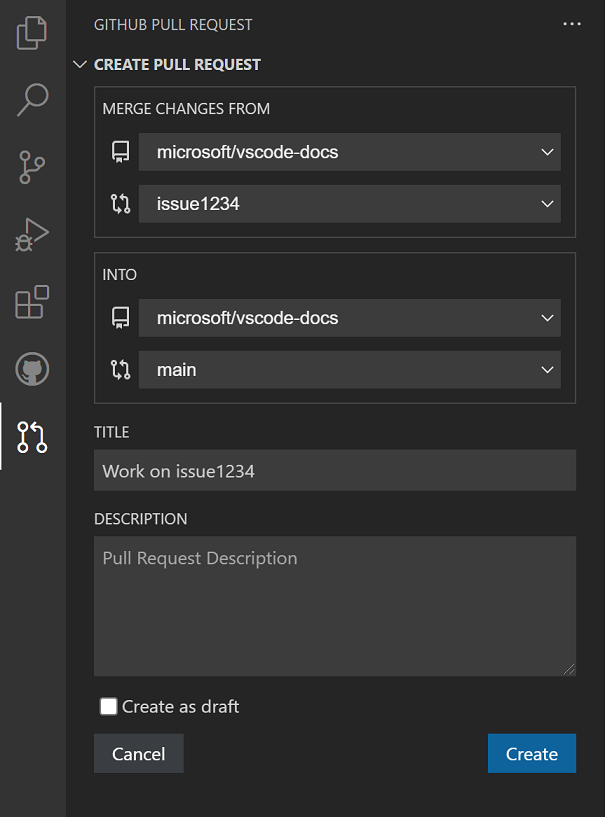 GITHUB PULL REQUEST
CREATE PULL REQUEST
MERGE CHANGES FROM
microsoft/vscode-docs
issue1234
INTO
microsoft/vscode-docs
main
TITLE
Work on issue1234
DESCRIPTION
Pull Request Description
Create as draft
Cancel
Create